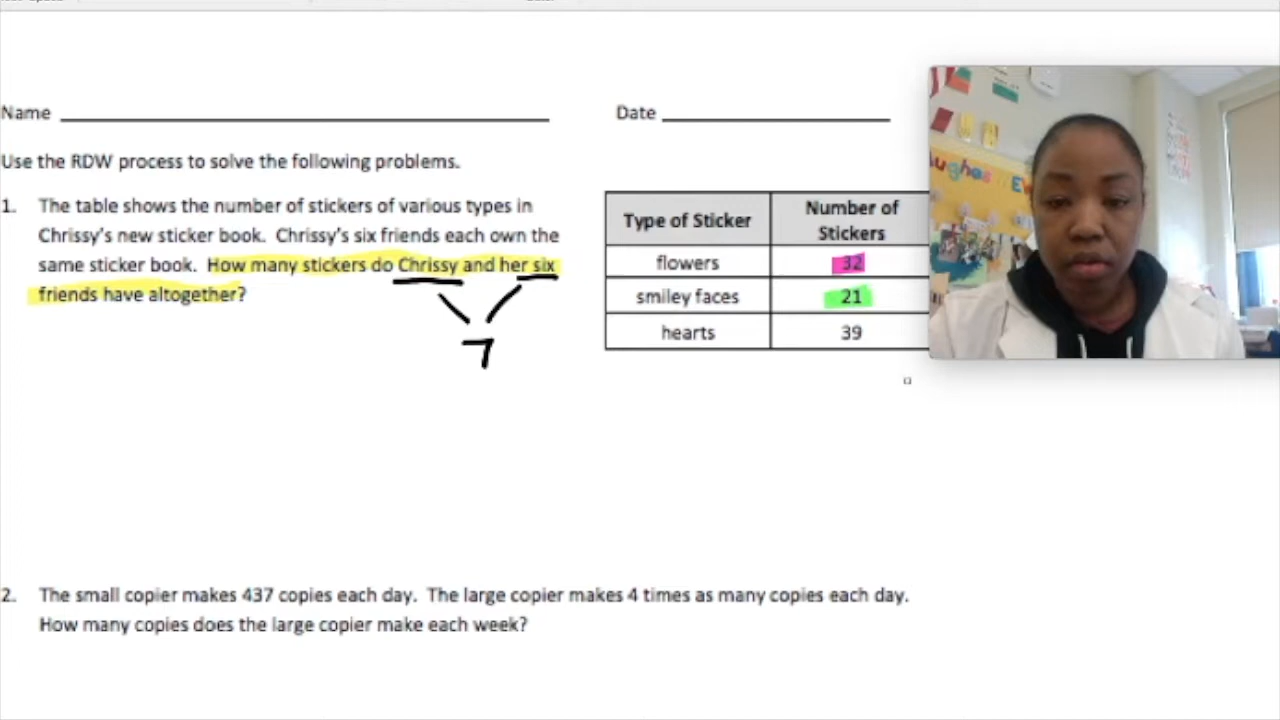 Name Date
Use the RDW process to solve the following problems.
1. The table shows the number of stickers of various types in
Chrissy's new sticker book. Chrissy's six friends each own the
same sticker book. How many stickers do Chrissy and her six
friends have altogether?
7
Type of Sticker Number of
Stickers
flowers 32
smiley faces 21
hearts 39
2. The small copier makes 437 copies each day. The large copier makes 4 times as many copies each day.
How many copies does the large copier make each week?